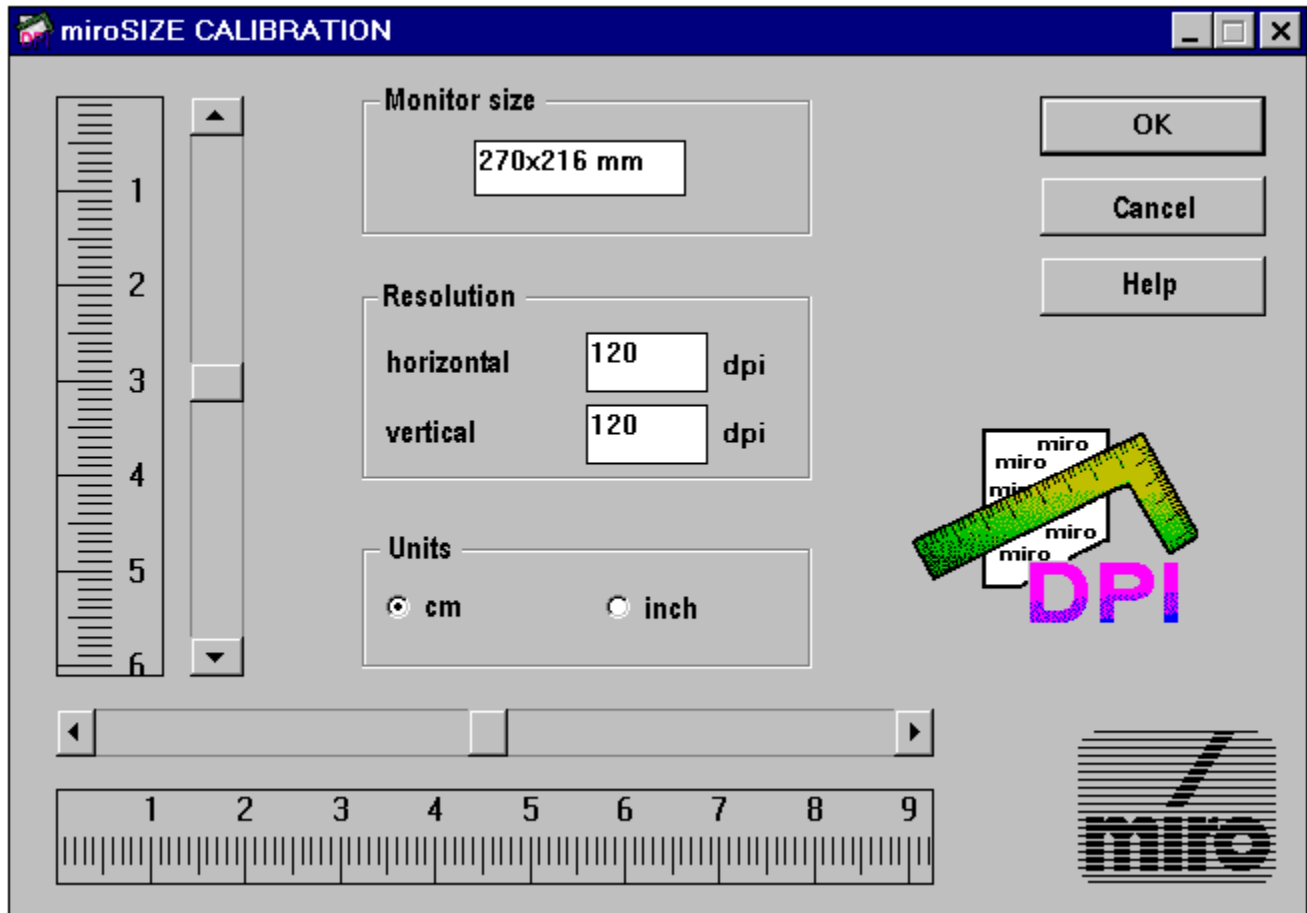 miroSIZE CALIBRATION
Monitor size
270x216 mm
Resolution
horizontal 120 dpi
vertical 120 dpi
Units
cm inch
OK
Cancel
Help
1
2
3
4
5
6
miro
miro
miro
miro
DPI
1 2 3 4 5 6 7 8 9
miro